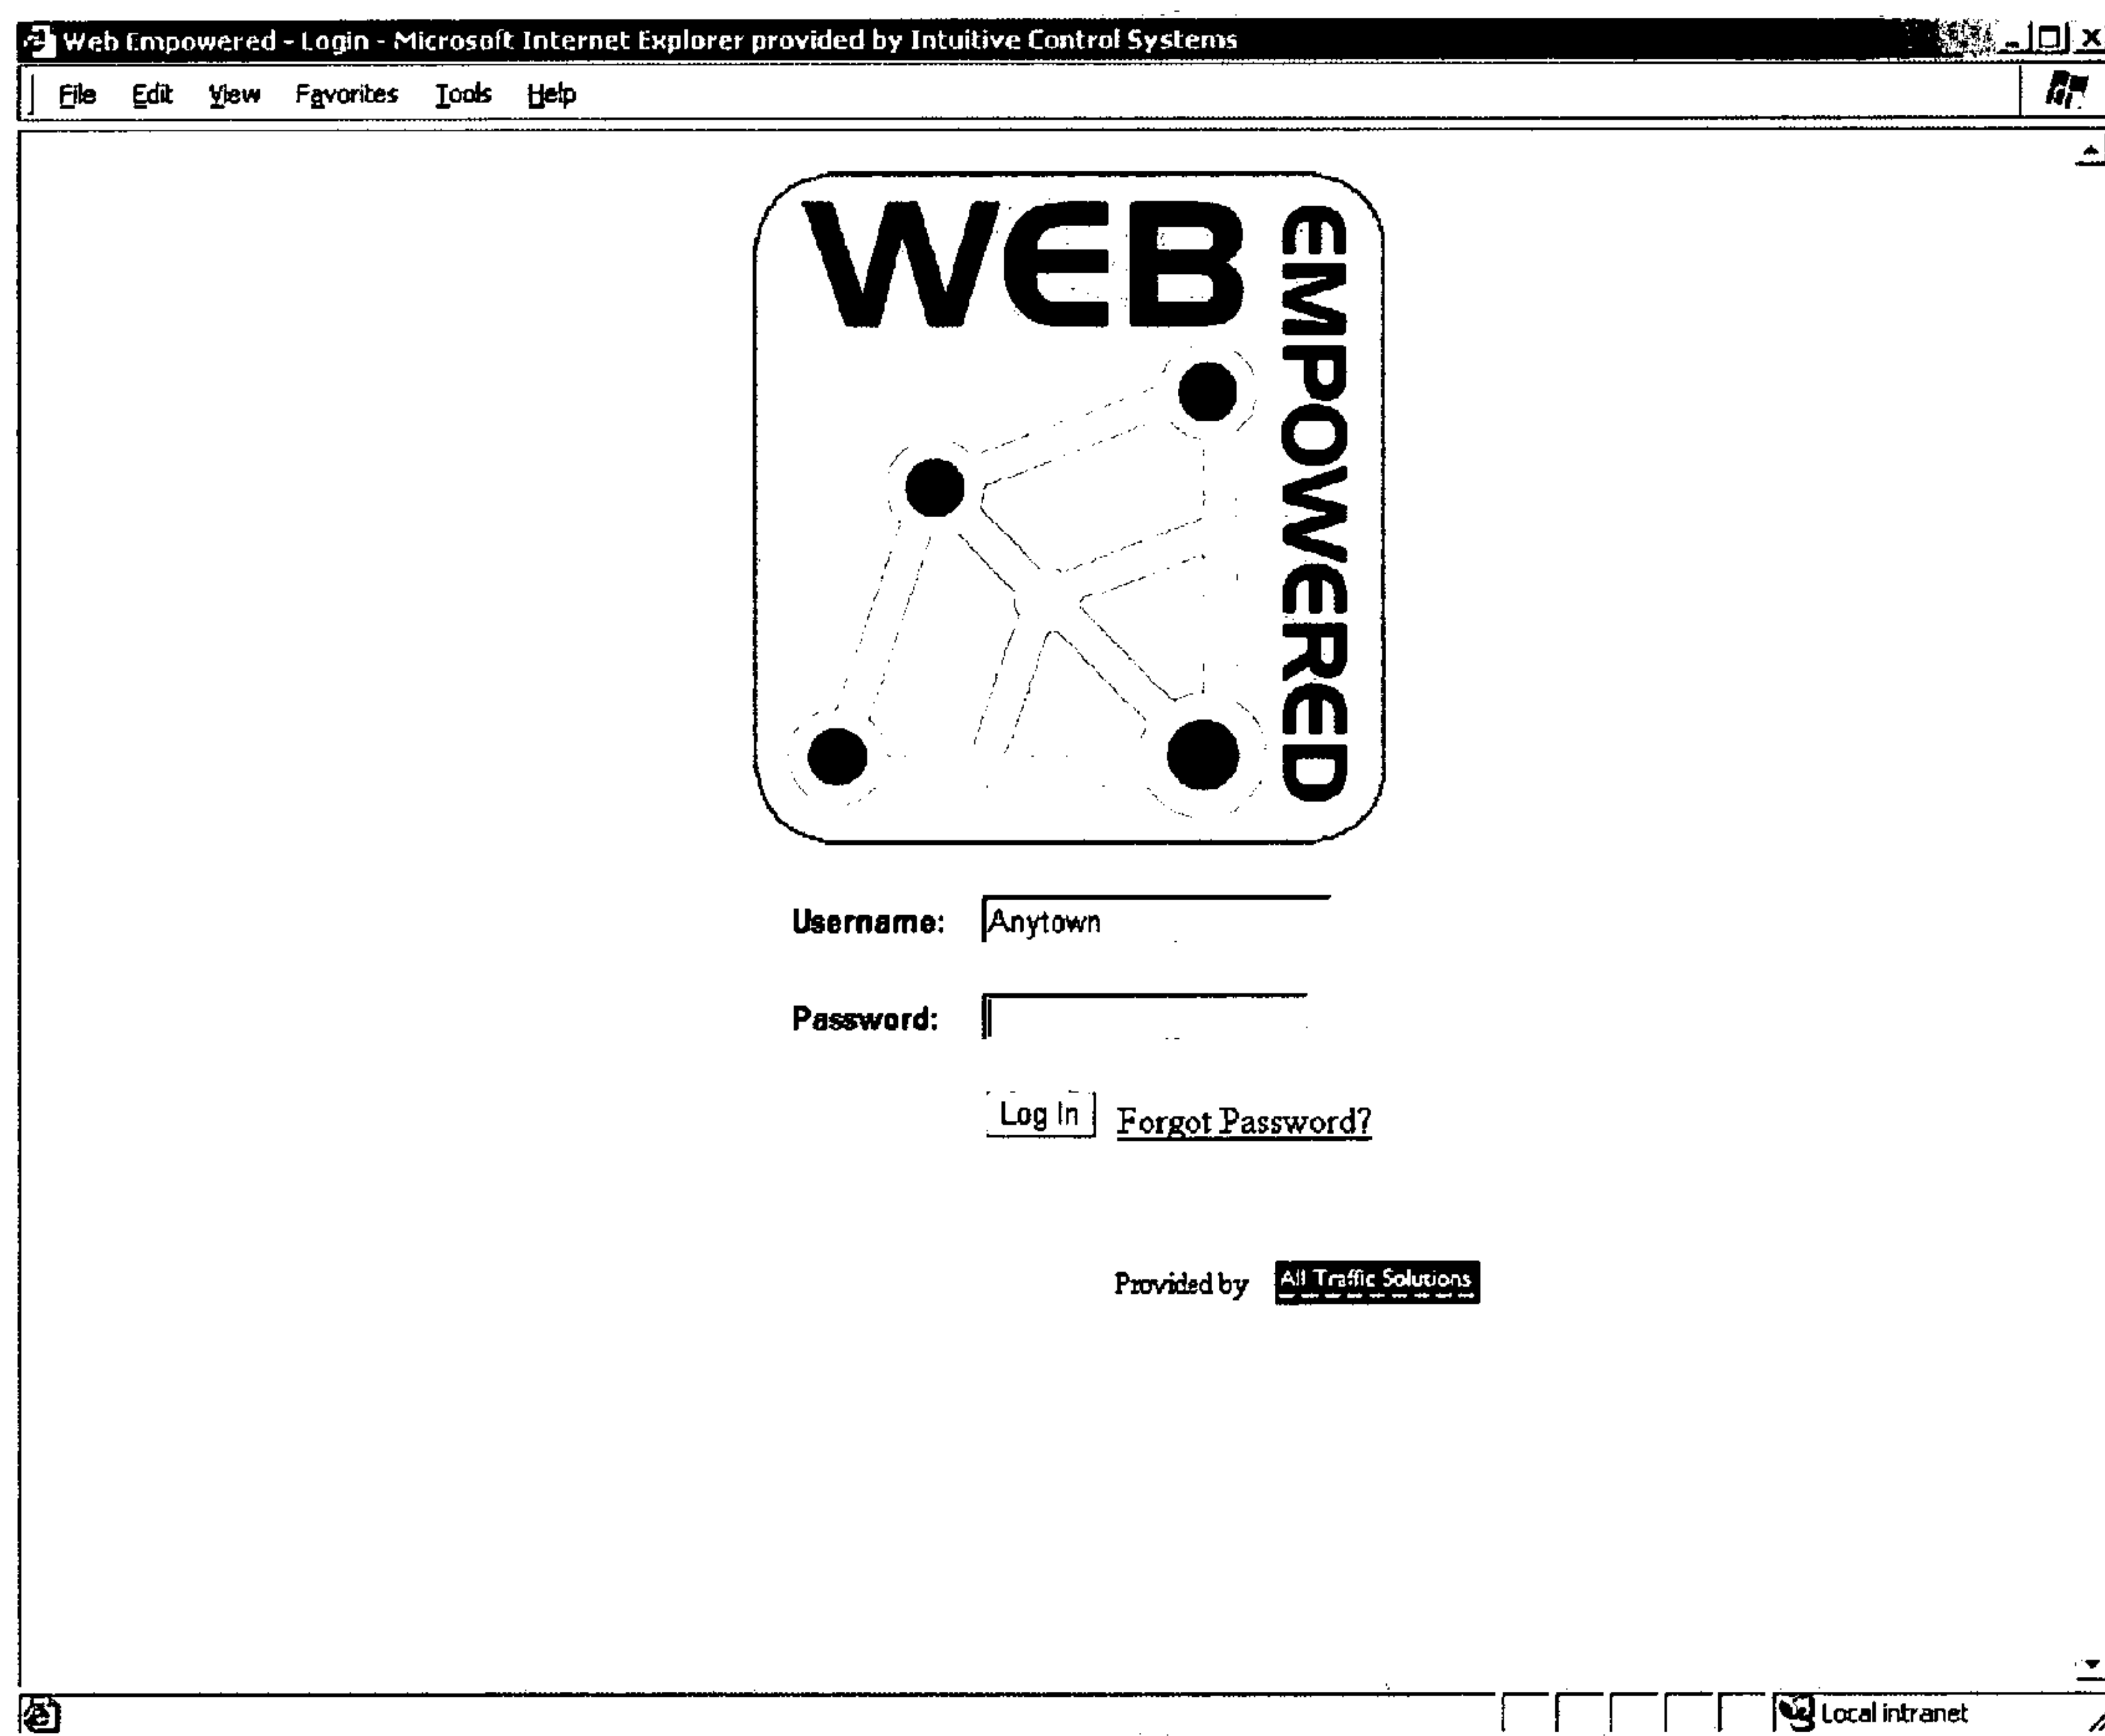 Web Empowered - Login - Microsoft Internet Explorer provided by Intuitive Control Systems
File Edit View Favorites Tools Help
WEB
EMPOWERED
Username: Anytown
Password:
Log In Forgot Password?
Provided by All Traffic Solutions
Local intranet